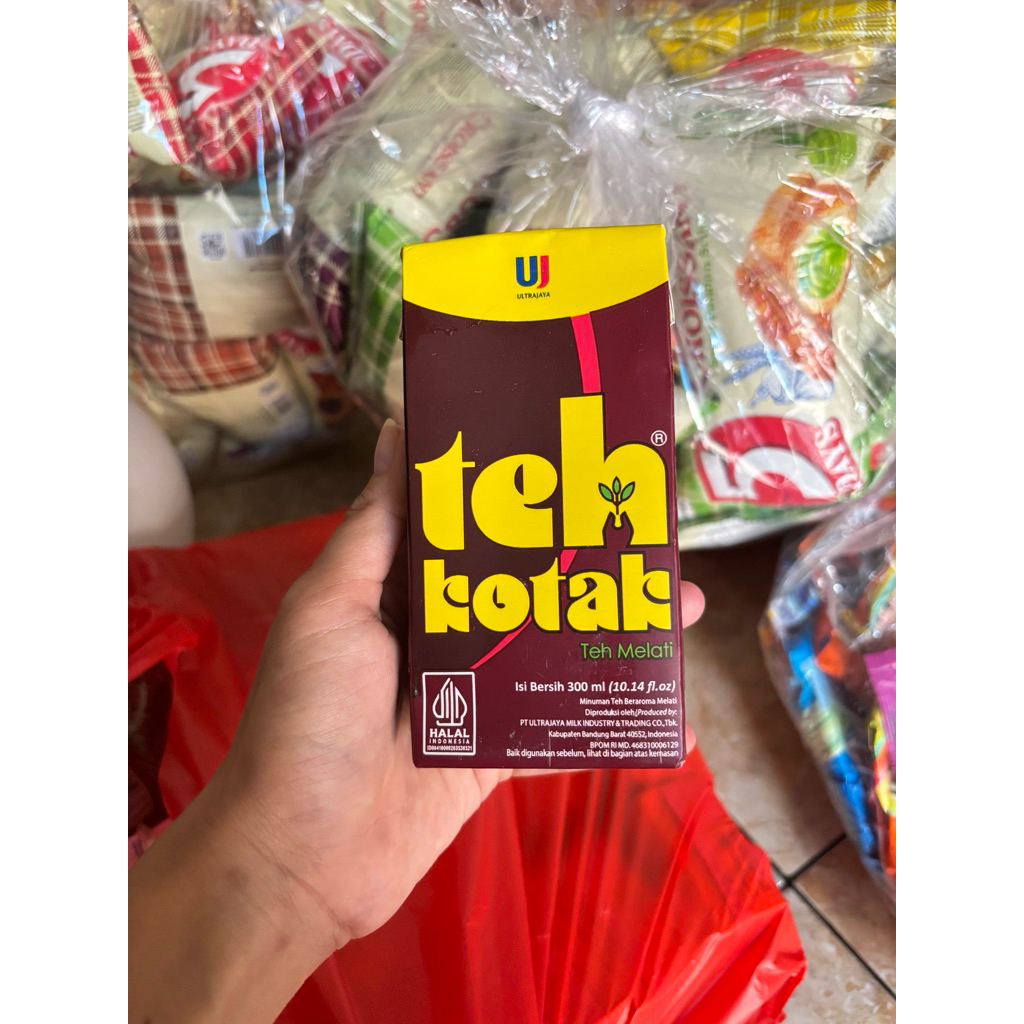 UJ
ULTRAJAYA
teh®
kotak
Teh Melati
Isi Bersih 300 ml (10.14 fl.oz)
Minuman Teh Beraroma Melati
Diproduksi oleh/(Produced by:
PT ULTRAJAYA MILK INDUSTRY & TRADING CO.,Tbk.
Kabupaten Bandung Barat 40552, Indonesia
BPOM RI MD. 468310006129
Baik digunakan sebelum, lihat di bagian atas kemasan
HALAL
INDONESIA
5